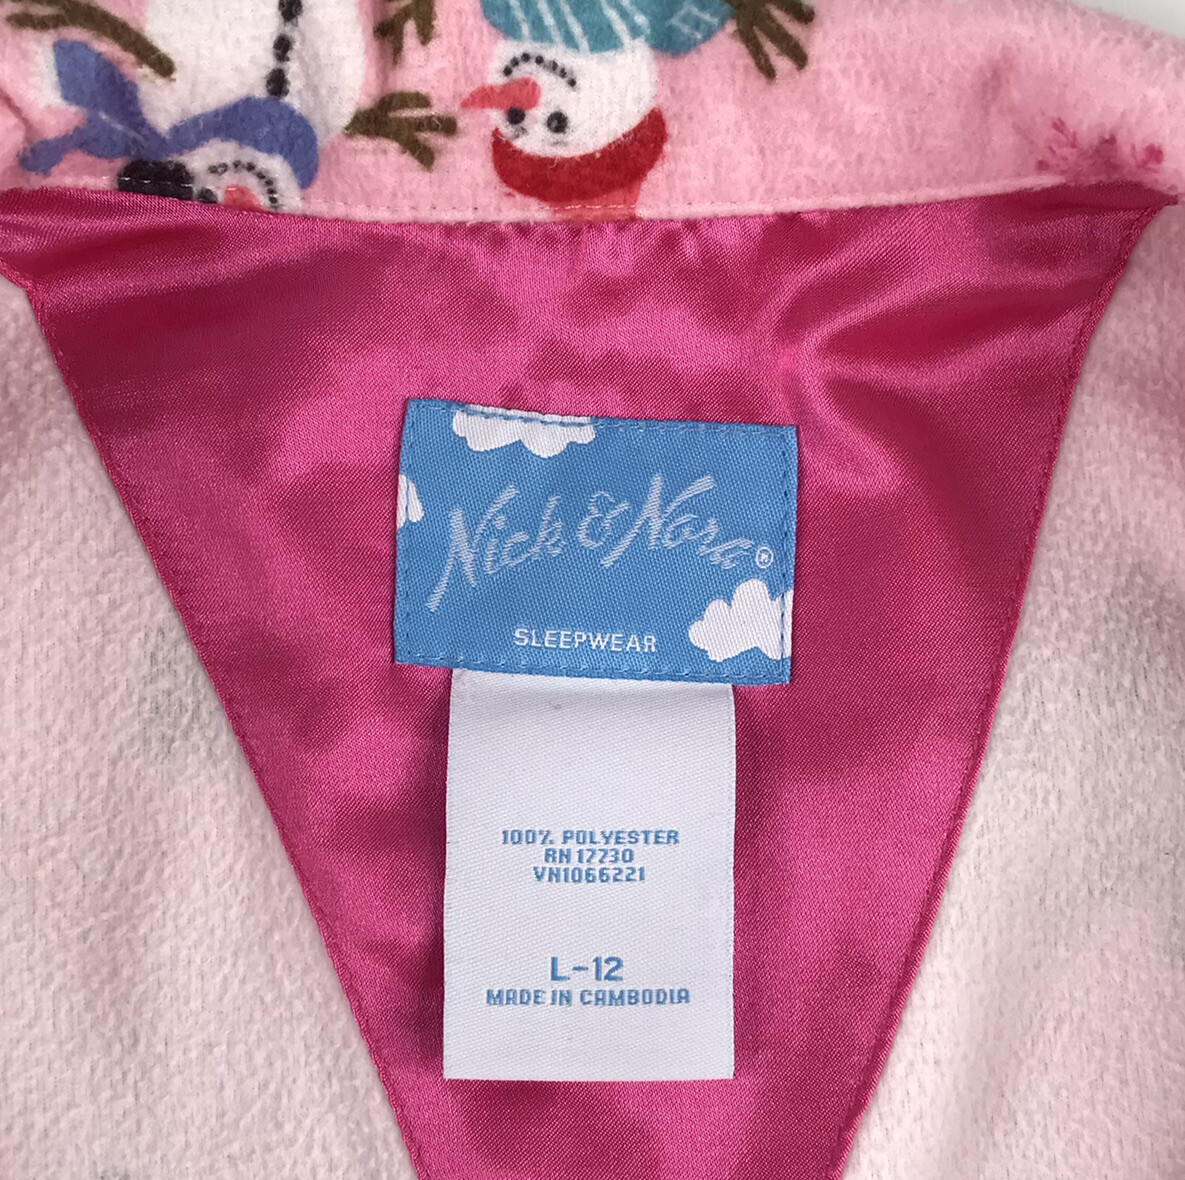 Nick & Nora®
SLEEPWEAR
100% POLYESTER
RN 17730
VN1066221
L-12
MADE IN CAMBODIA